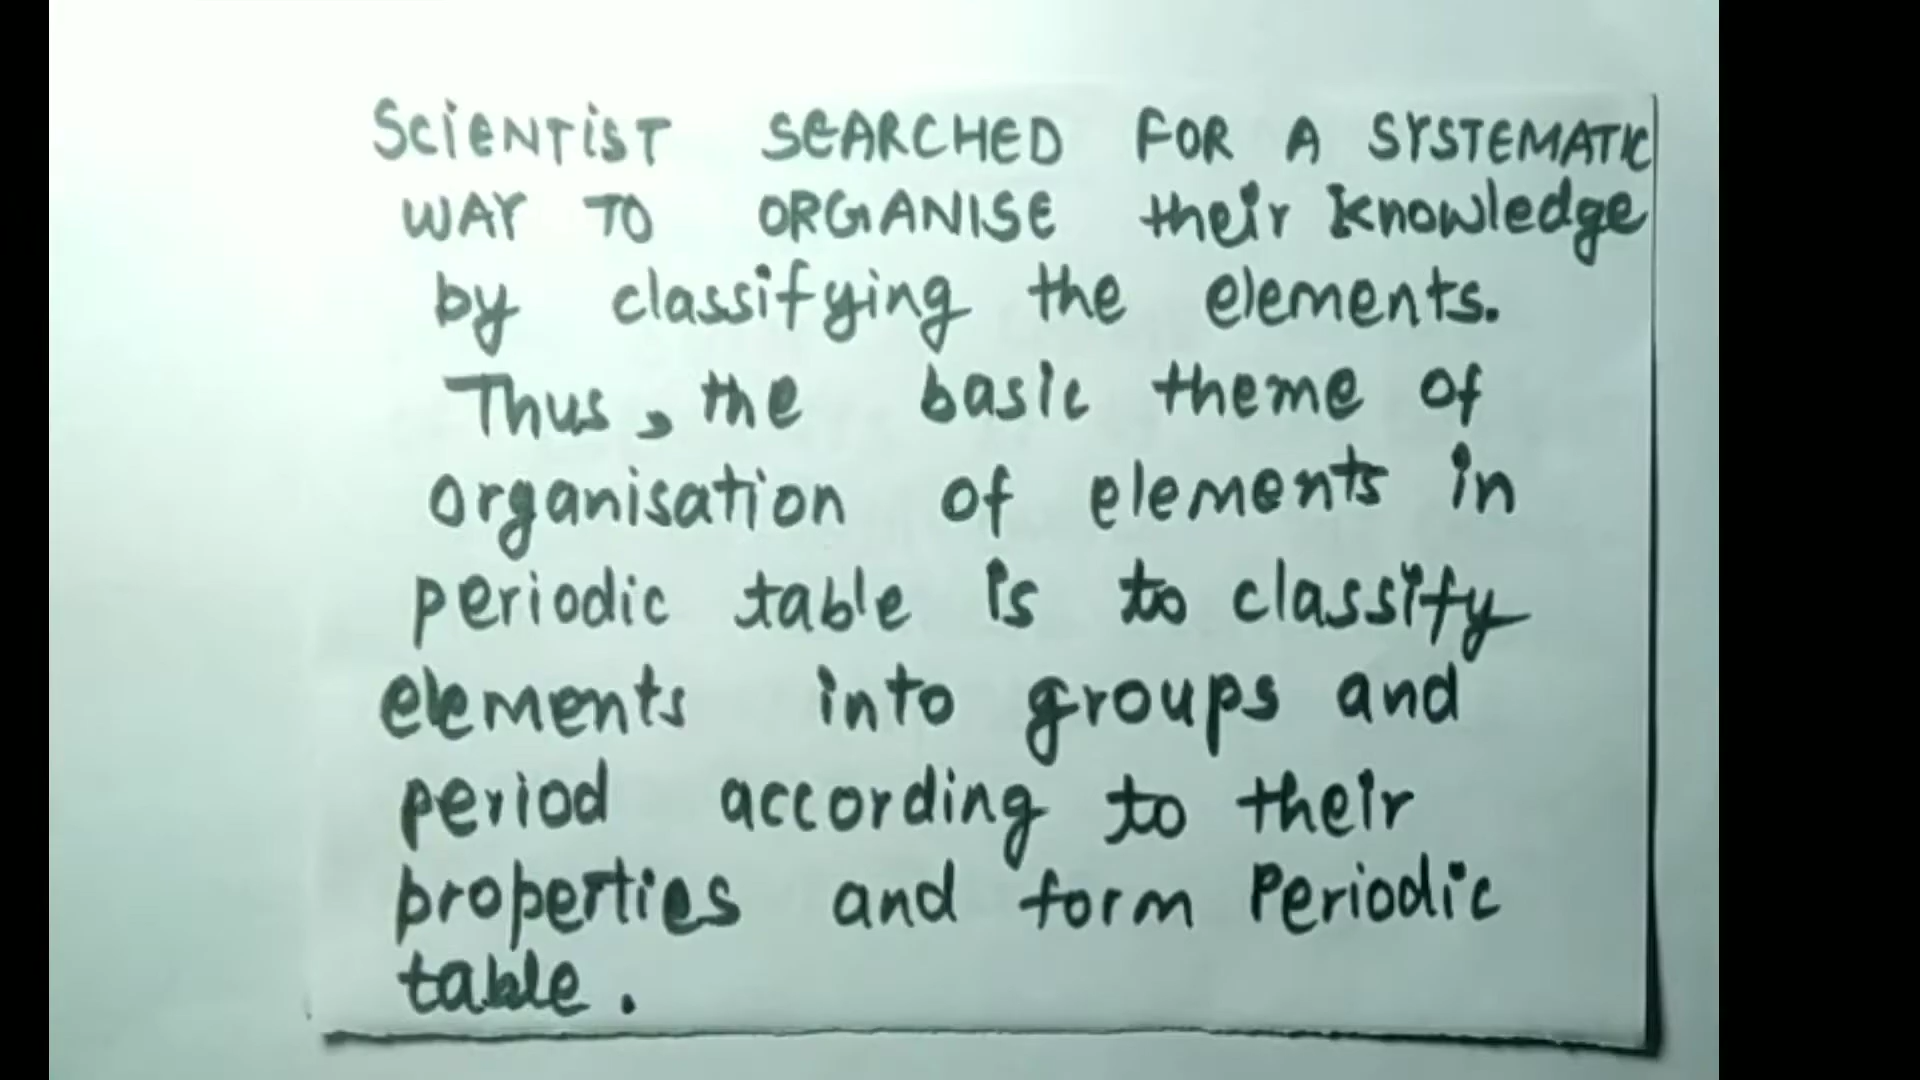 SCIENTIST SEARCHED FOR A SYSTEMATIC
WAY TO ORGANISE their knowledge
by classifying the elements.
Thus, the basic theme of
organisation of elements in
periodic table is to classify
elements into groups and
period according to their
properties and form Periodic
table.